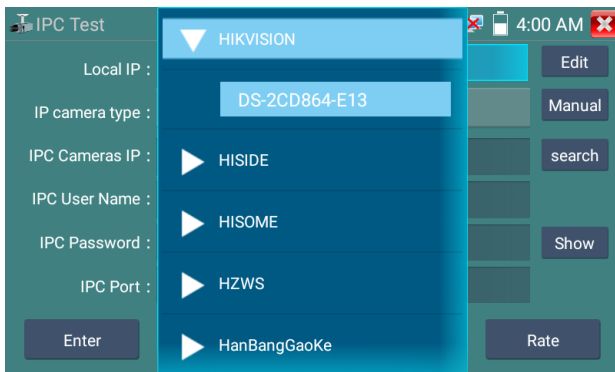 IPC Test
4:00 AM
HIKVISION
Local IP :
Edit
DS-2CD864-E13
IP camera type :
Manual
IPC Cameras IP :
HISIDE
search
IPC User Name :
HISOME
IPC Password :
Show
IPC Port :
HZWS
Enter
HanBangGaoKe
Rate